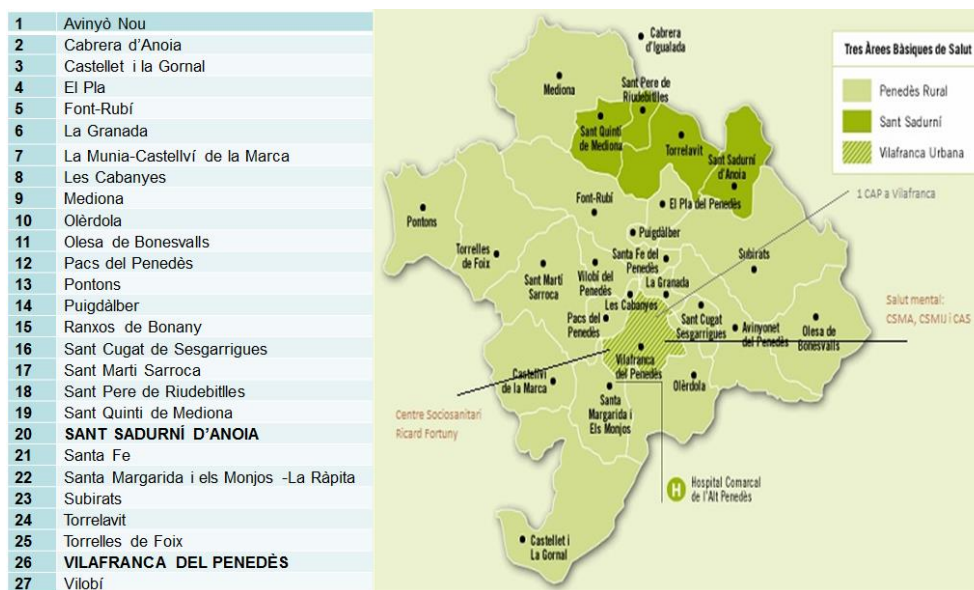 1 Avinyò Nou
2 Cabrera d'Anoia
3 Castellet i la Gornal
4 El Pla
5 Font-Rubí
6 La Granada
7 La Munia-Castellví de la Marca
8 Les Cabanyes
9 Mediona
10 Olèrdola
11 Olesa de Bonesvalls
12 Pacs del Penedès
13 Pontons
14 Puigdàlber
15 Ranxos de Bonany
16 Sant Cugat de Sesgarrigues
17 Sant Marti Sarroca
18 Sant Pere de Riudebitlles
19 Sant Quinti de Mediona
20 SANT SADURNÍ D'ANOIA
21 Santa Fe
22 Santa Margarida i els Monjos -La Ràpita
23 Subirats
24 Torrelavit
25 Torrelles de Foix
26 VILAFRANCA DEL PENEDÈS
27 Vilobí
Cabrera
d'Igualada
Mediona
Sant Pere de
Riudebitlles
Sant Quintí
de Mediona
Torrelavit
Sant Sadurní
d'Anoia
Font-Rubí
El Pla del Penedès
Pontons
Puigdàlber
Torrelles
de Foix
Sant Martí
Sarroca
Vilobí del
Penedès
Santa Fe del
Penedès
Subirats
La Granada
Les Cabanyes
Pacs del
Penedès
Sant Cugat
Sesgarrigues
Avinyonet
del Penedès
Olesa de
Bonesvalls
Vilafranca
del Penedès
Castellví
de la Marca
Santa
Margarida i
Els Monjos
Olèrdola
Castellet i
La Gornal
Tres Àrees Bàsiques de Salut
Penedès Rural
Sant Sadurní
Vilafranca Urbana
1 CAP a Vilafranca
Salut mental:
CSMA, CSMIJ i CAS
Centre Sociosanitari
Ricard Fortuny
H Hospital Comarcal
de l'Alt Penedès